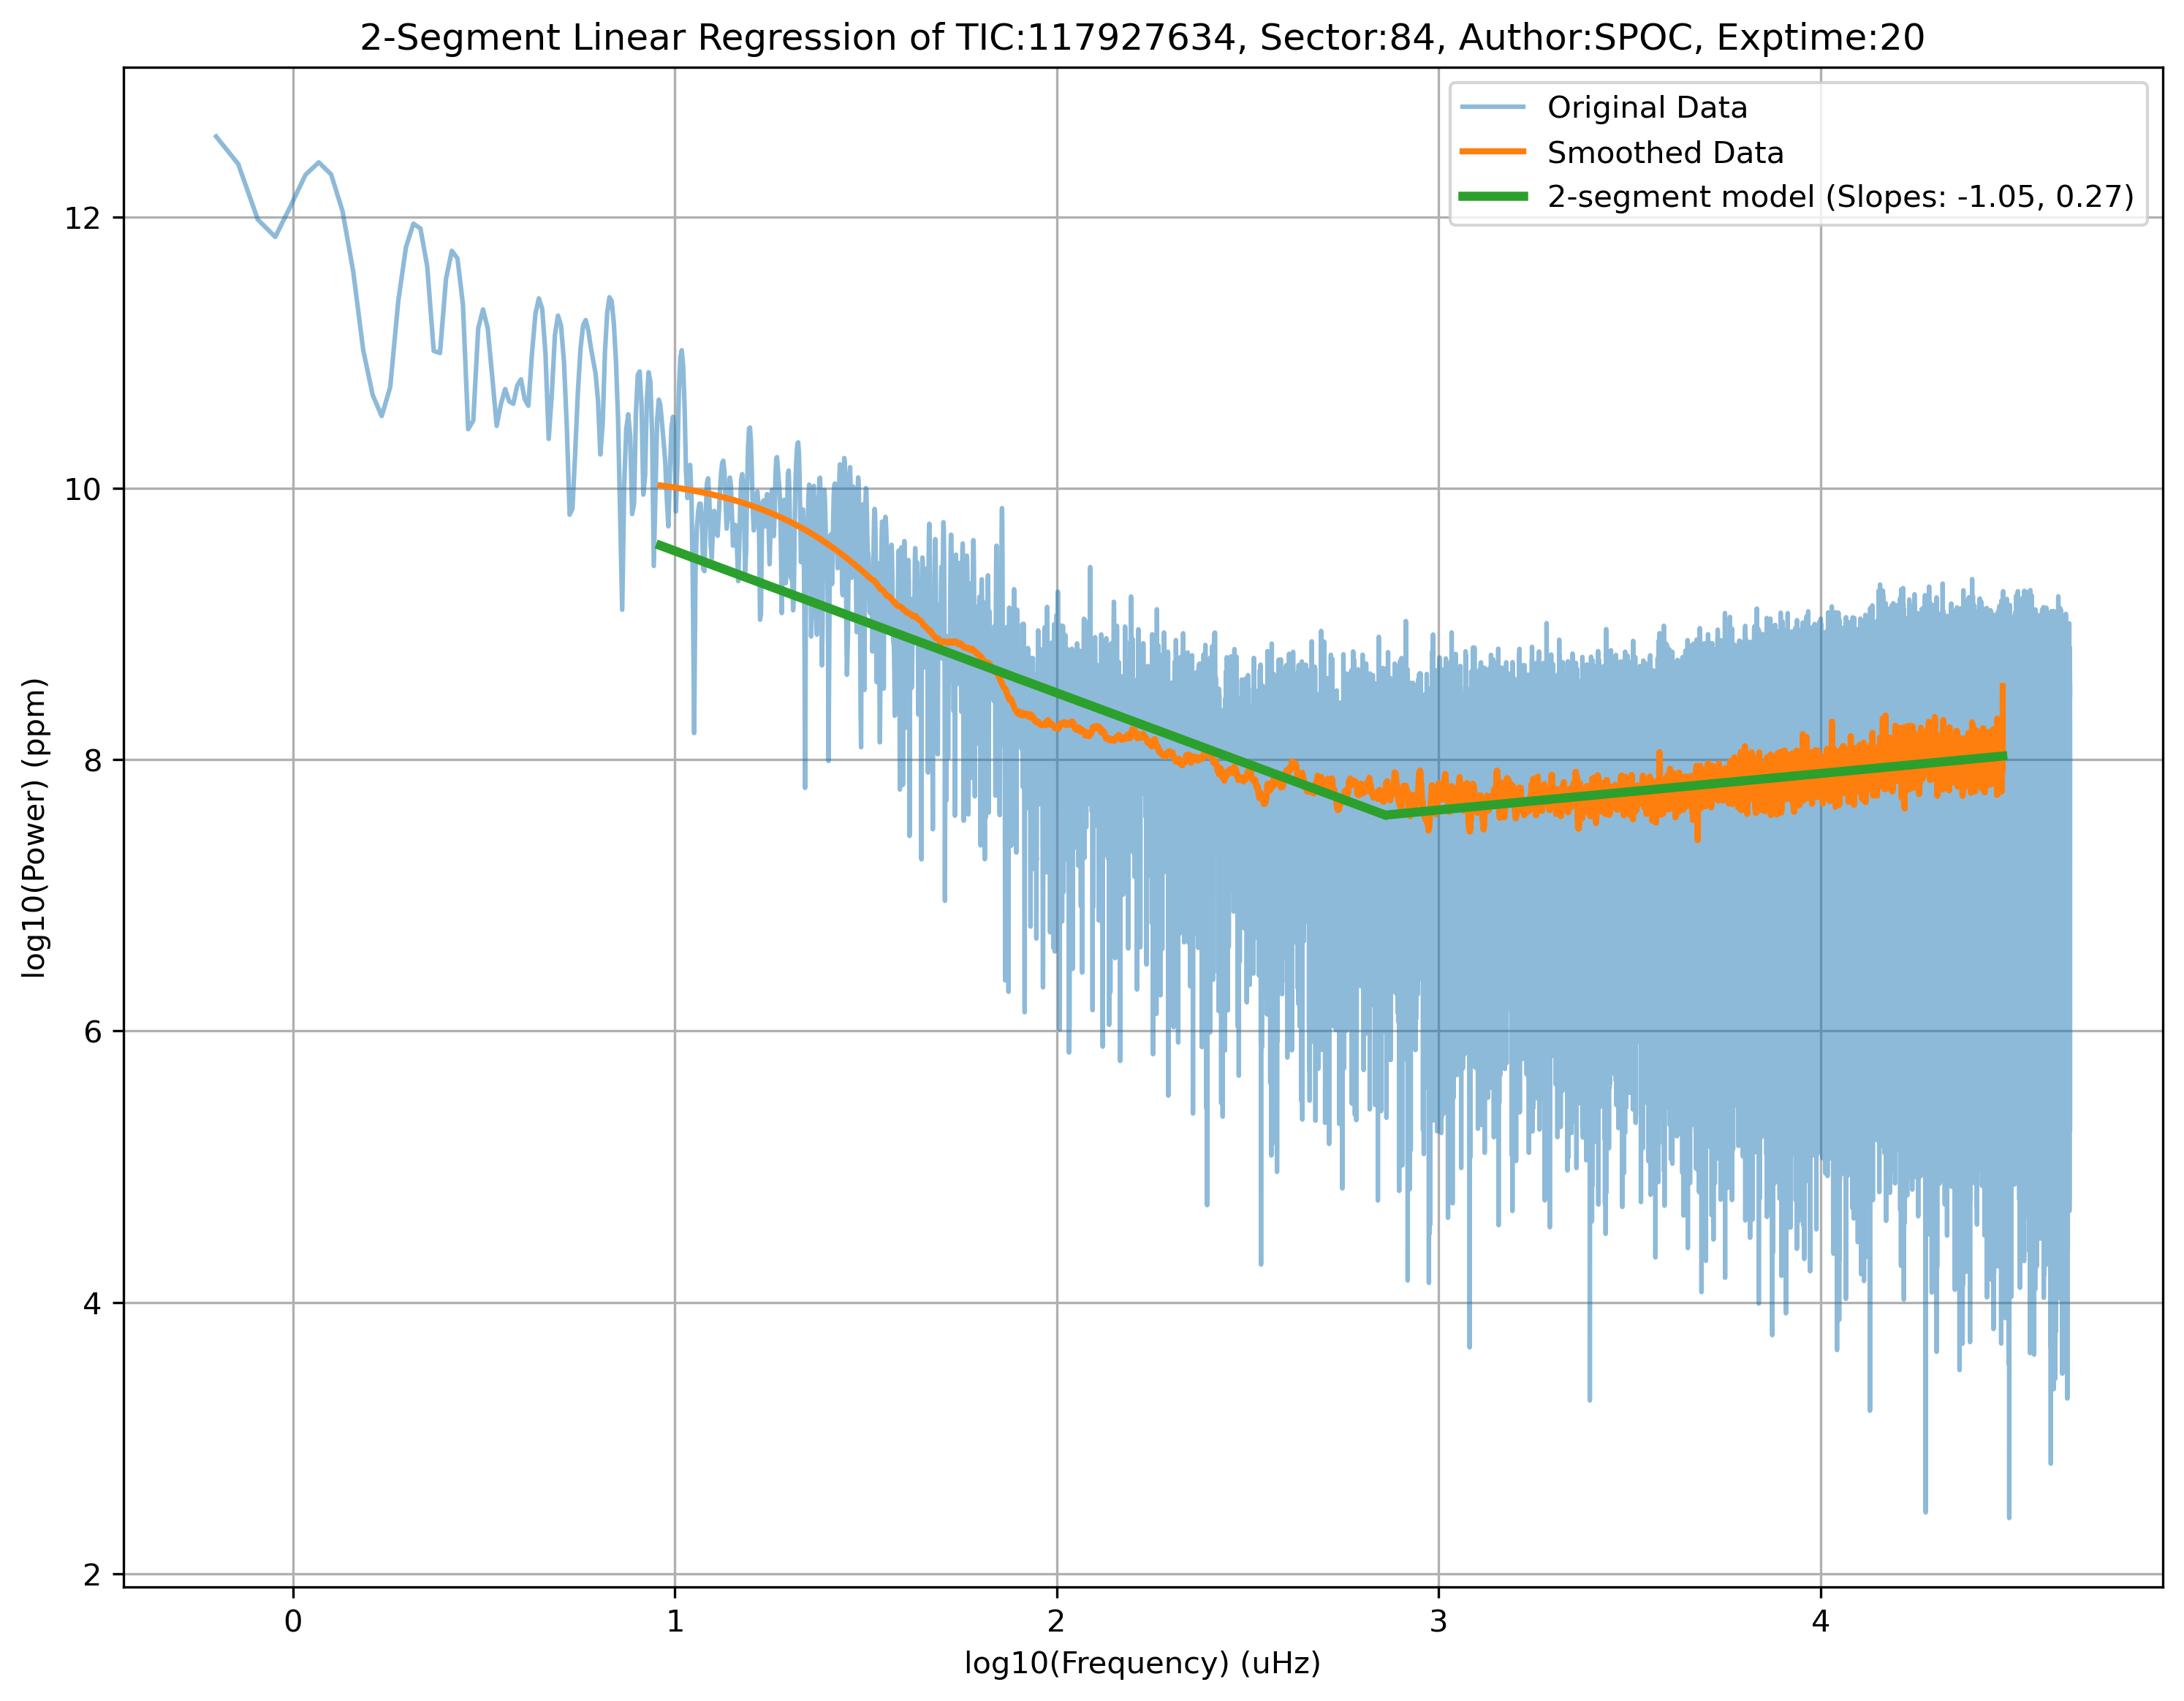 2-Segment Linear Regression of TIC:117927634, Sector:84, Author:SPOC, Exptime:20
Original Data
Smoothed Data
2-segment model (Slopes: -1.05, 0.27)
log10(Power) (ppm)
12
10
8
6
4
2
0 1 2 3 4
log10(Frequency) (uHz)